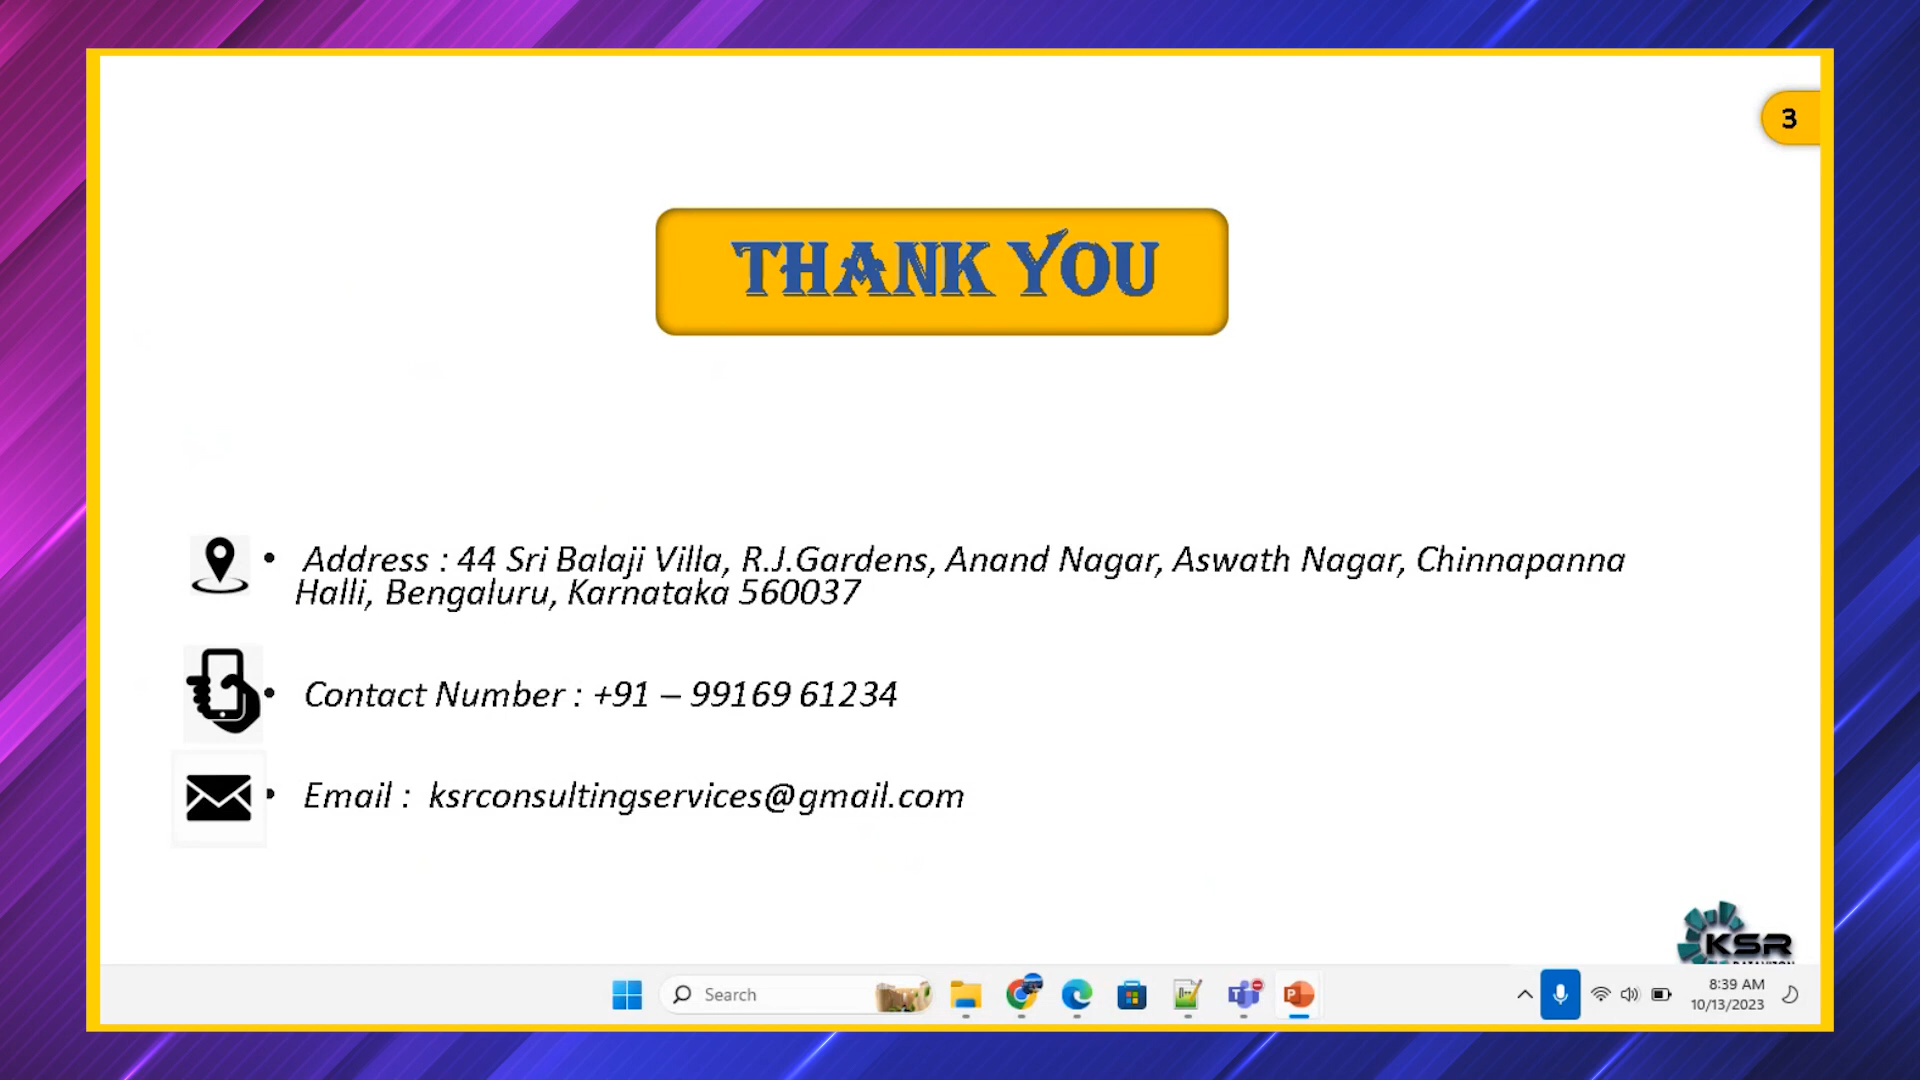 3
THANK YOU
• Address : 44 Sri Balaji Villa, R.J.Gardens, Anand Nagar, Aswath Nagar, Chinnapanna
Halli, Bengaluru, Karnataka 560037
• Contact Number : +91 – 99169 61234
• Email : ksrconsultingservices@gmail.com
KSR
Search
8:39 AM
10/13/2023